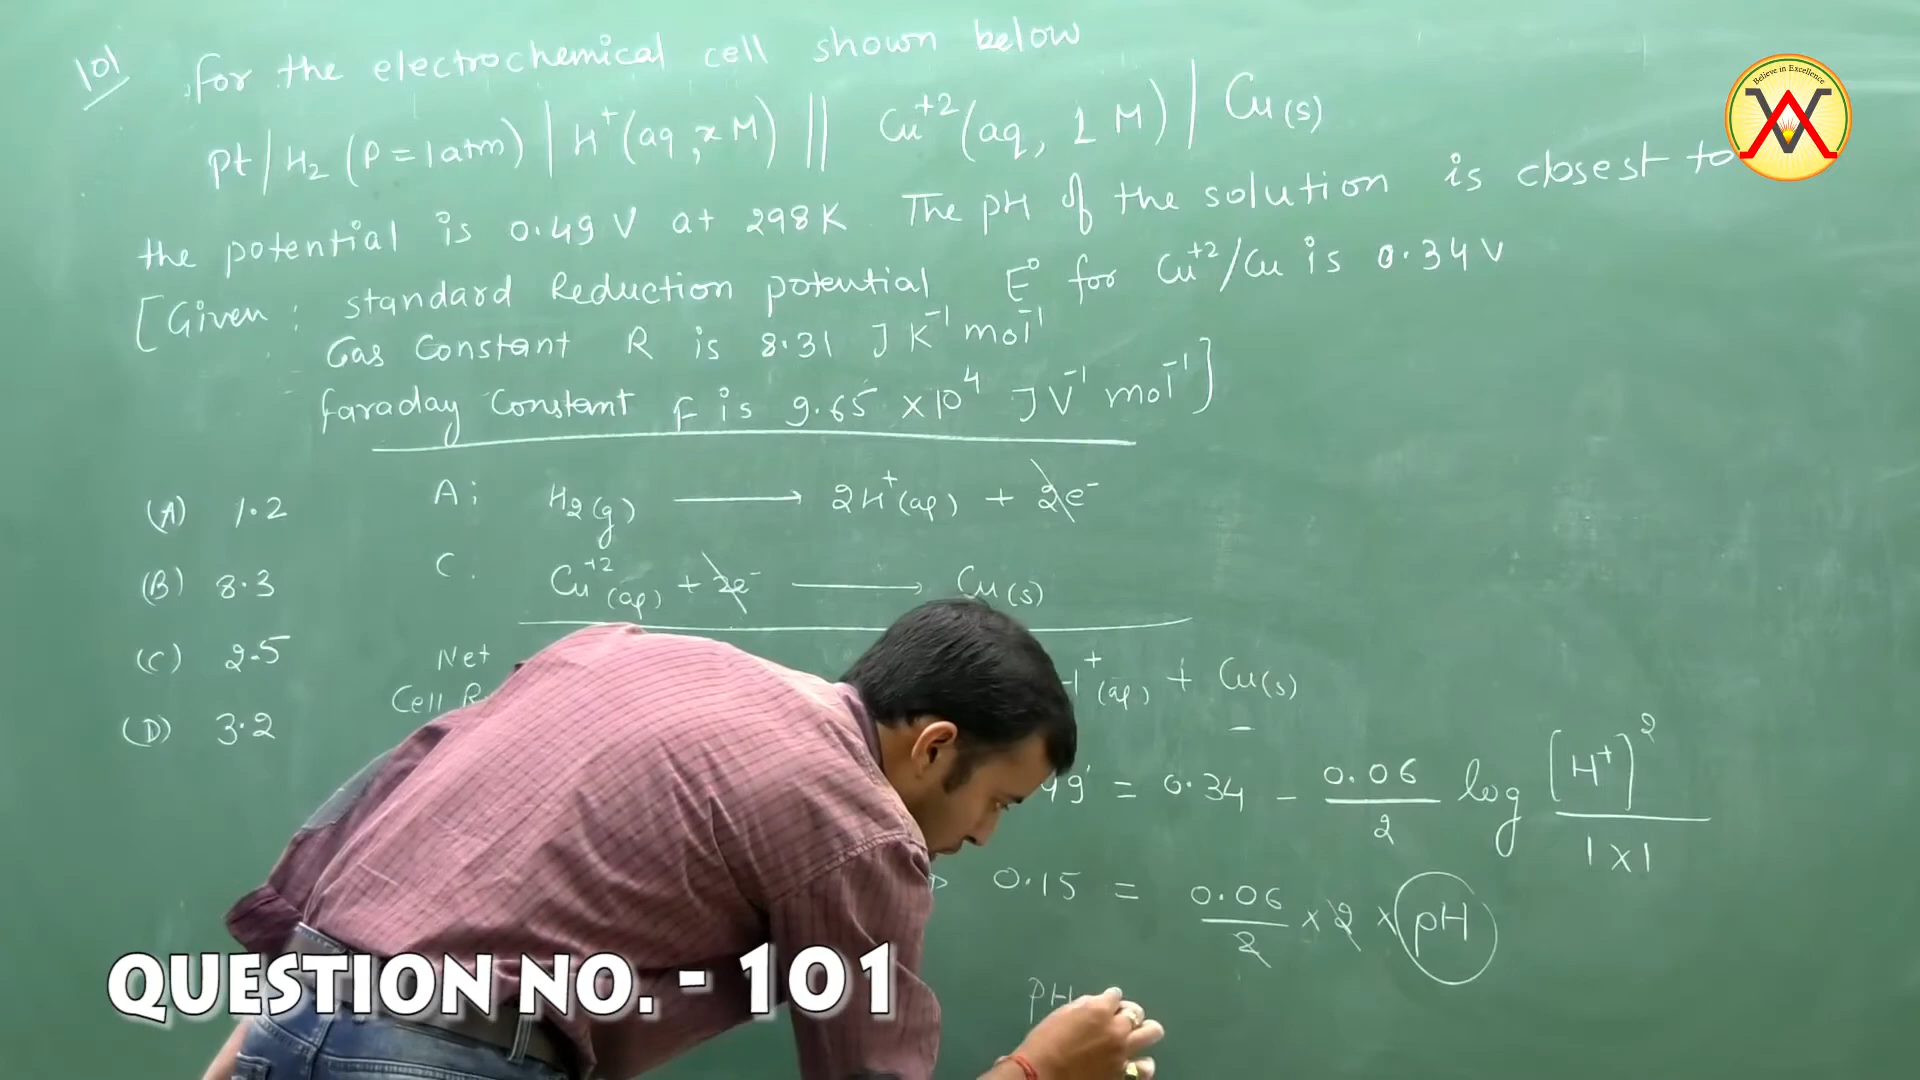 101 for the electrochemical cell shown below
Pt / H₂ (P = 1 atm) | H⁺(aq, x M) || Cu⁺²(aq, 1 M) | Cu(s)
the potential is 0.49 V at 298 K The pH of the solution is closest to
[Given : standard Reduction potential E° for Cu⁺²/Cu is 0.34 V
Gas Constant R is 8.31 J K⁻¹ mol⁻¹
faraday Constant F is 9.65 × 10⁴ J V⁻¹ mol⁻¹]
(A) 1.2
(B) 8.3
(C) 2.5
(D) 3.2
A; H₂(g) ⟶ 2H⁺(aq) + 2e⁻
C. Cu⁺²(aq) + 2e⁻ ⟶ Cu(s)
Net ⁺(aq) + Cu(s)
Cell R
49 = 0.34 - 0.06/2 log [H⁺]²/1×1
0.15 = 0.06/2 × 2 × pH
pH
QUESTION NO. - 101
Believe in Excellence